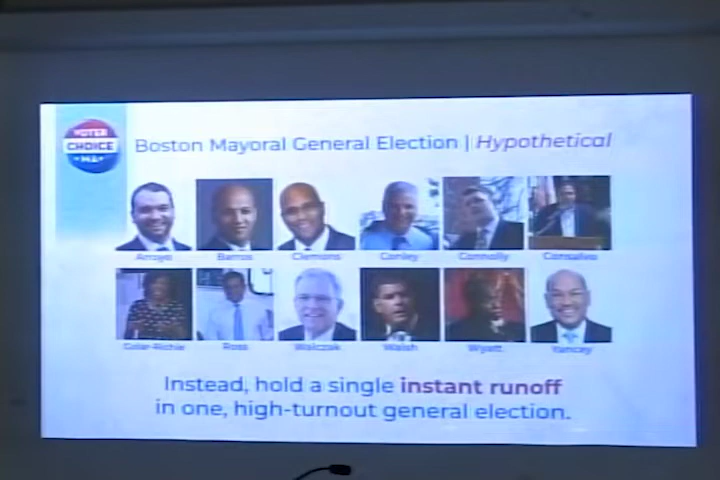 VOTER
CHOICE
MA
Boston Mayoral General Election | Hypothetical
Arroyo Barros Clemons Conley Connolly Consalvo
Golar-Richie Ross Walczak Walsh Wyatt Yancey
Instead, hold a single instant runoff
in one, high-turnout general election.